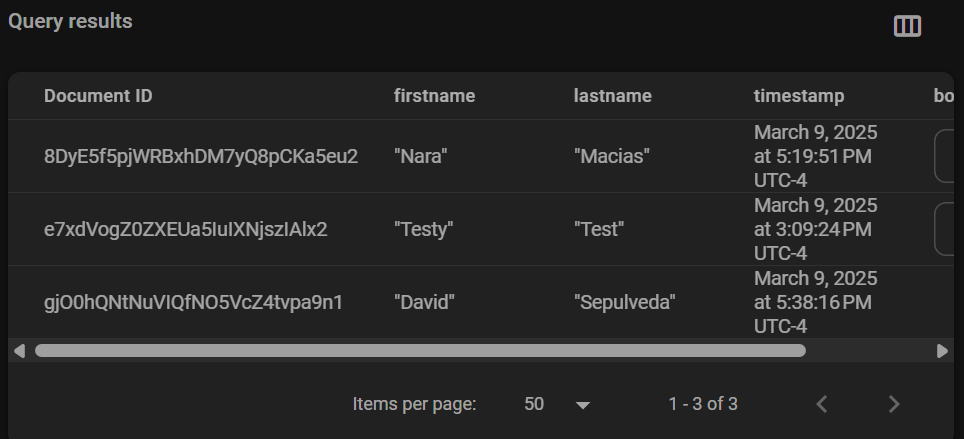 Query results
Document ID firstname lastname timestamp bo
8DyE5f5pjWRBxhDM7yQ8pCKa5eu2 "Nara" "Macias" March 9, 2025
at 5:19:51 PM
UTC-4
e7xdVogZ0ZXEUa5IuIXNjszIAlx2 "Testy" "Test" March 9, 2025
at 3:09:24 PM
UTC-4
gjO0hQNtNuVIQfNO5VcZ4tvpa9n1 "David" "Sepulveda" March 9, 2025
at 5:38:16 PM
UTC-4
Items per page: 50 1 - 3 of 3